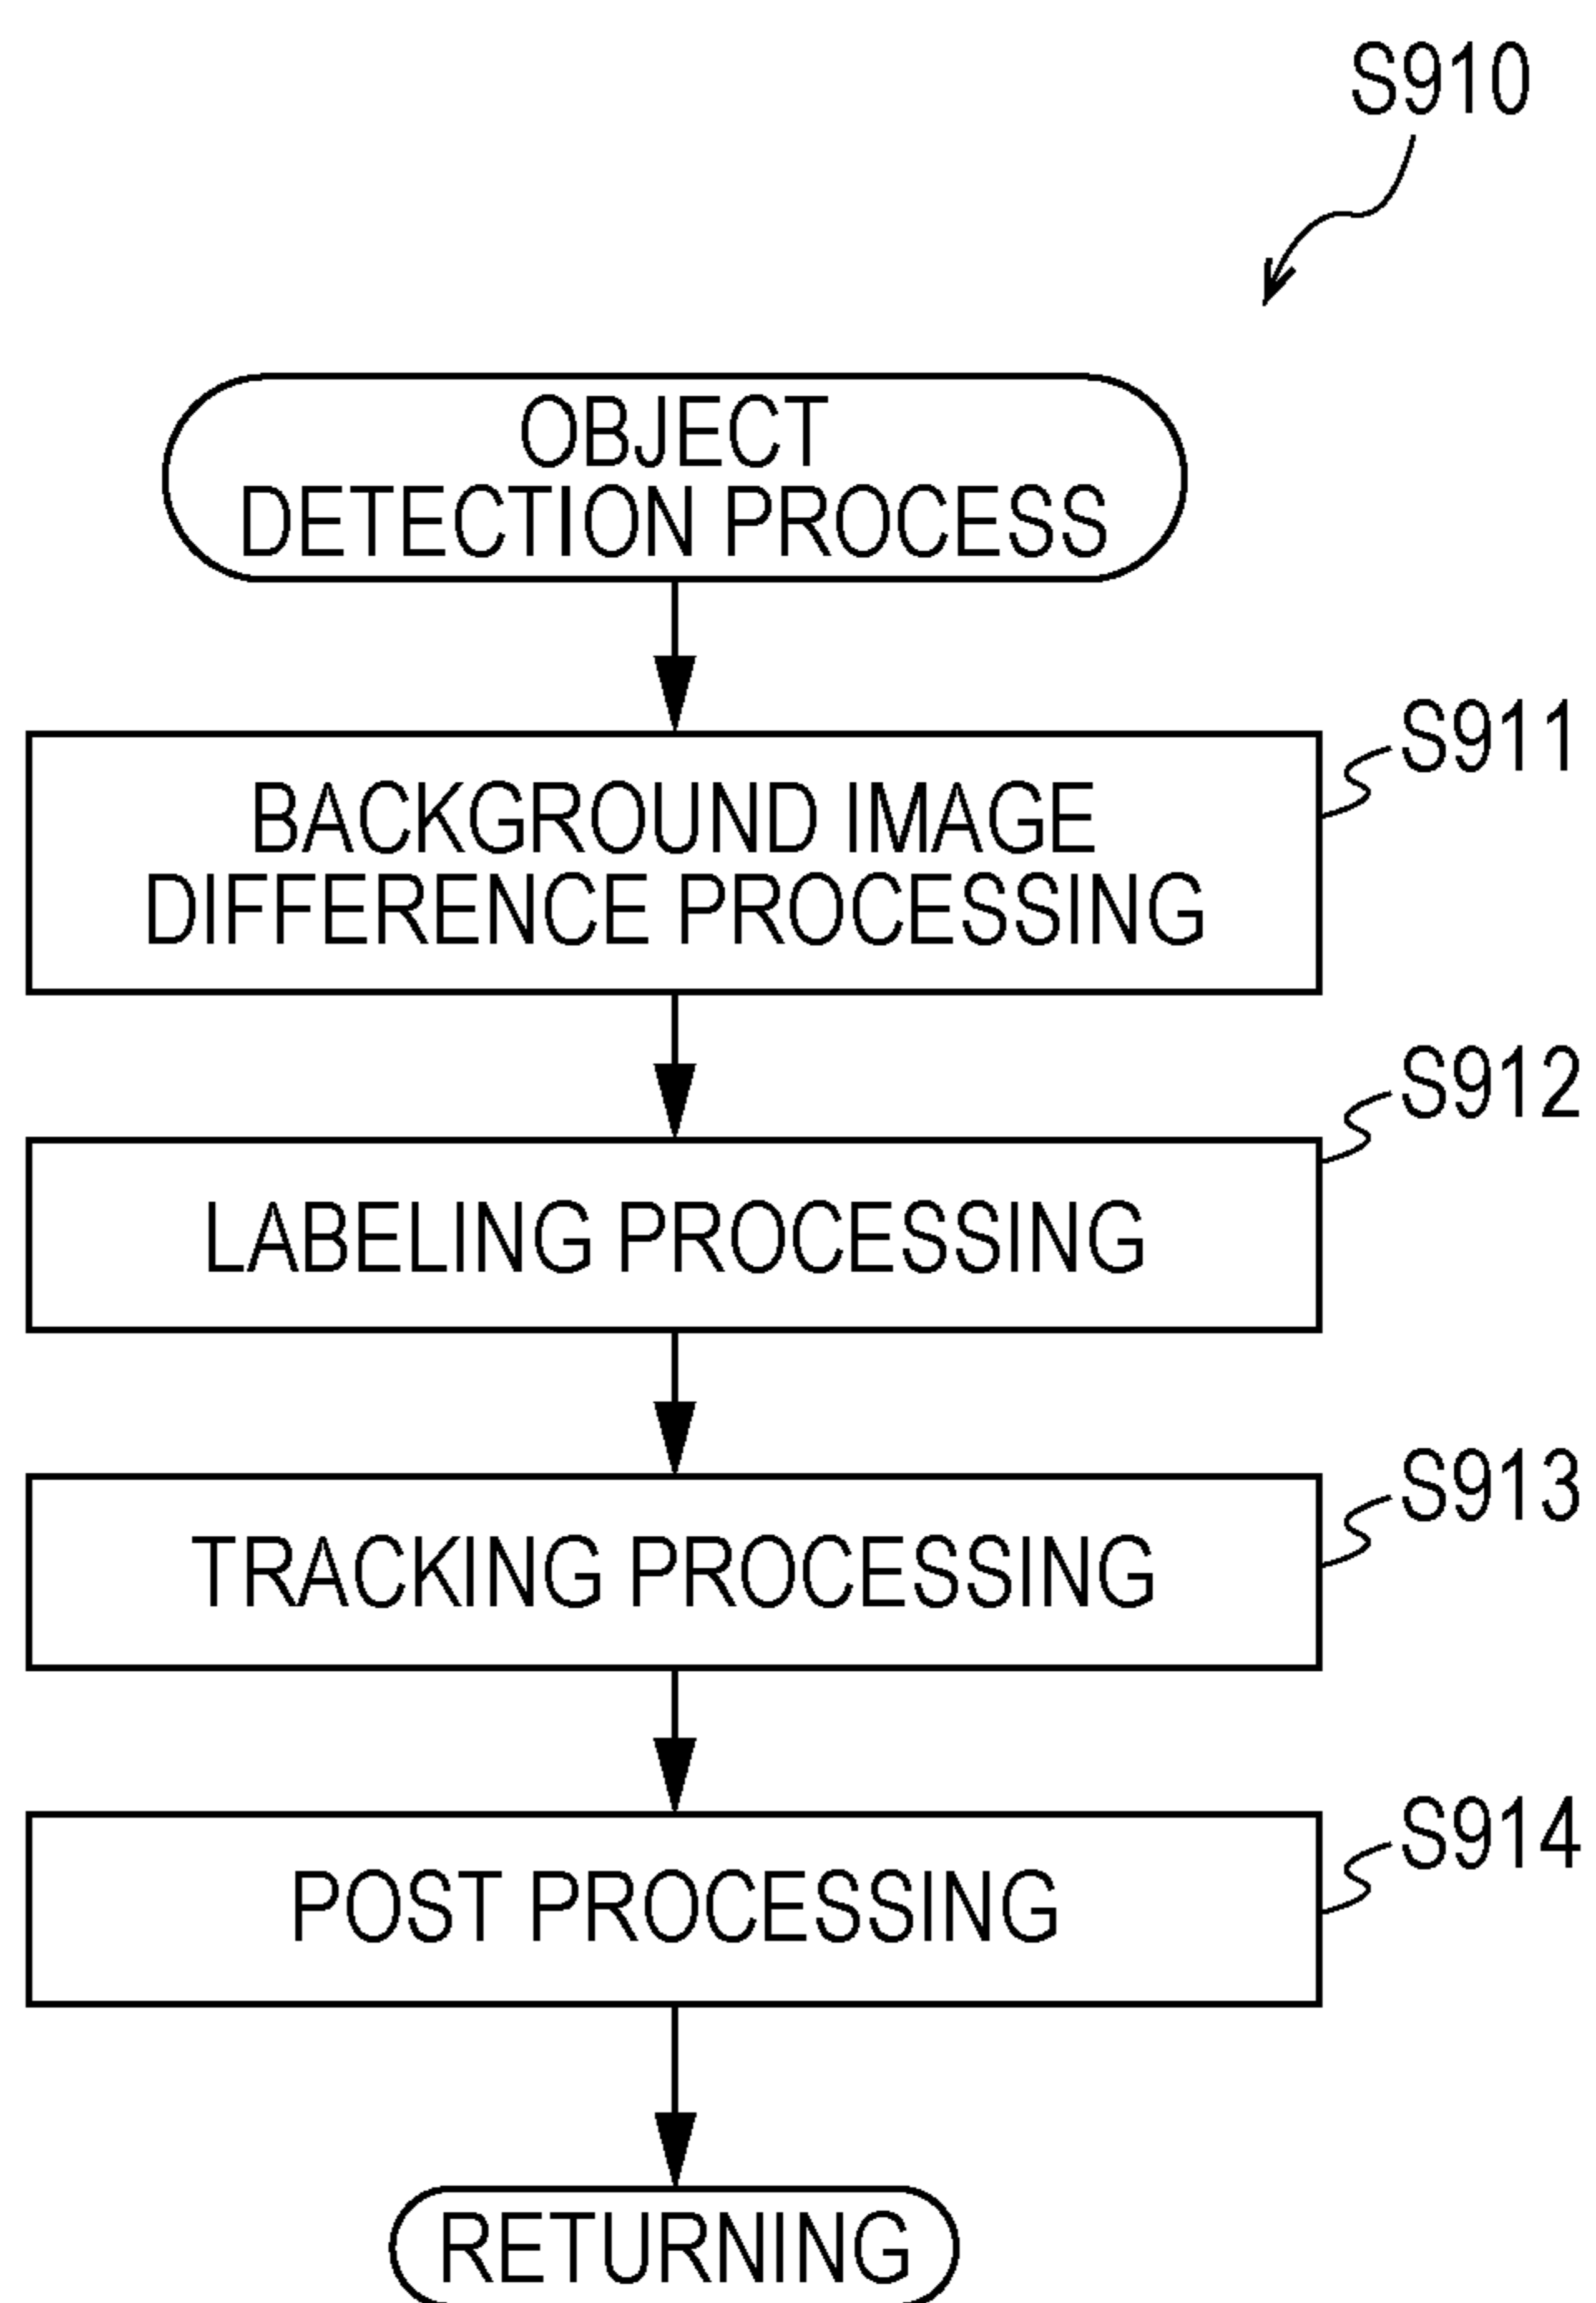 S910
OBJECT
DETECTION PROCESS
S911
BACKGROUND IMAGE
DIFFERENCE PROCESSING
S912
LABELING PROCESSING
S913
TRACKING PROCESSING
S914
POST PROCESSING
RETURNING